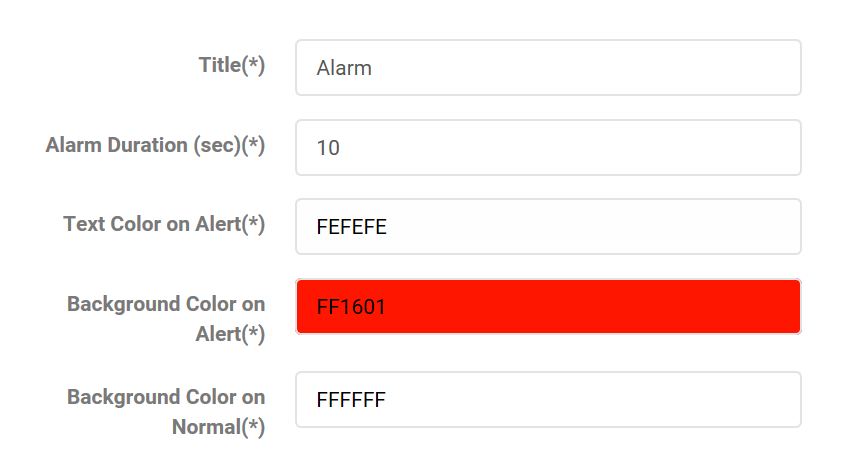 Title(*)
Alarm
Alarm Duration (sec)(*)
10
Text Color on Alert(*)
FEFEFE
Background Color on
Alert(*)
FF1601
Background Color on
Normal(*)
FFFFFF